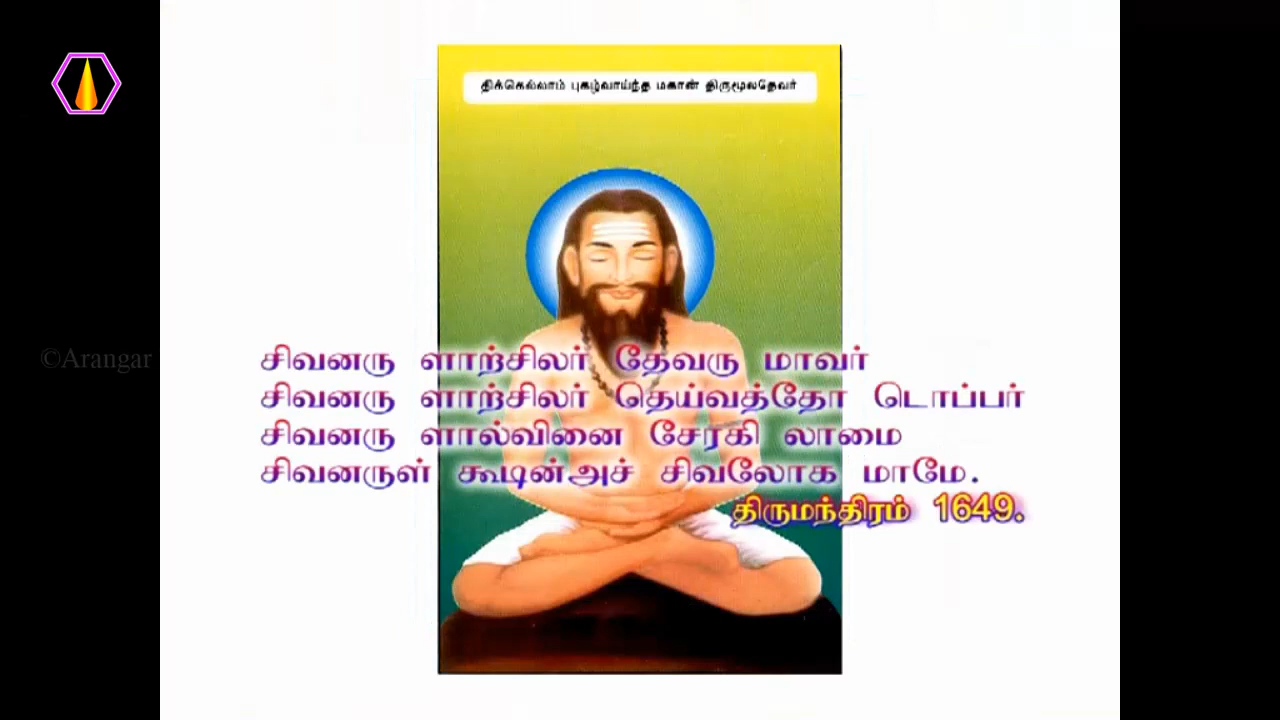 திக்கெல்லாம் புகழ்வாய்ந்த மகான் திருமூலதேவர்
©Arangar
சிவனரு ளாற்சிலர் தேவரு மாவர்
சிவனரு ளாற்சிலர் தெய்வத்தோ டொப்பர்
சிவனரு ளால்வினை சேரகி லாமை
சிவனருள் கூடின்அச் சிவலோக மாமே.
திருமந்திரம் 1649.